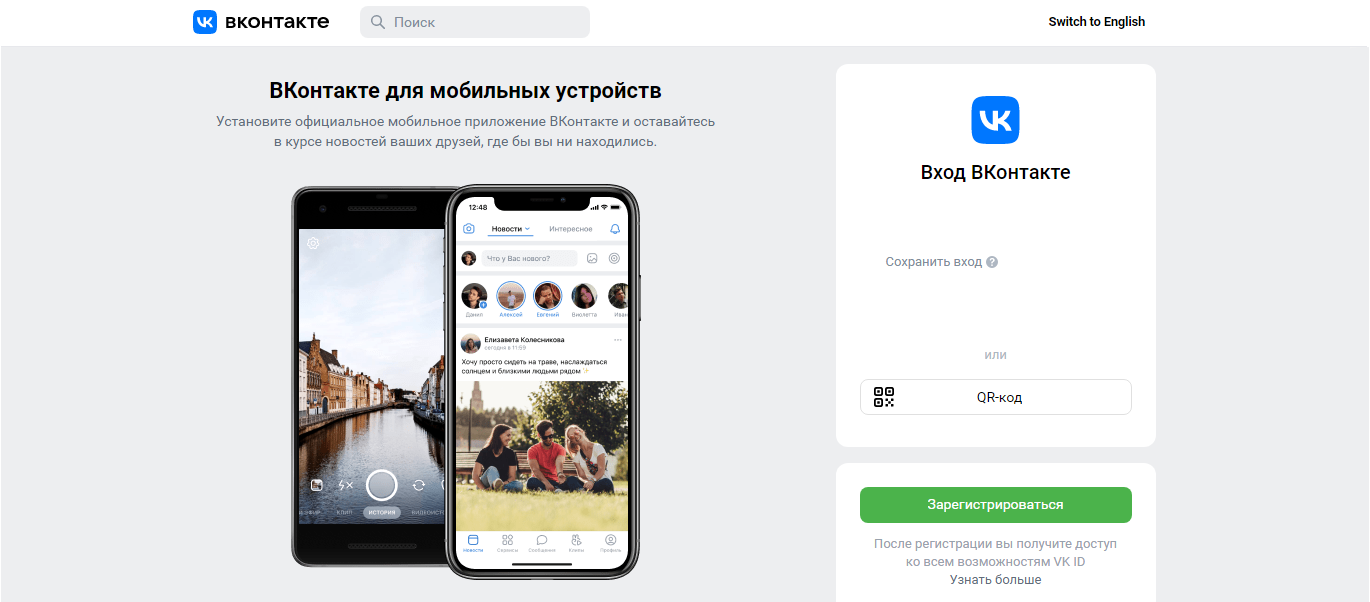 вконтакте
Поиск
Switch to English
ВКонтакте для мобильных устройств
Установите официальное мобильное приложение ВКонтакте и оставайтесь
в курсе новостей ваших друзей, где бы вы ни находились.
12:48
Новости
Интересное
Что у Вас нового?
Данил
Алексей
Евгений
Виолетта
Иван
Елизавета Колесникова
сегодня в 11:59
Хочу просто сидеть на траве, наслаждаться
солнцем и близкими людьми рядом ✨
КЛИП
ИСТОРИЯ
Новости
Сервисы
Сообщения
Клипы
Профиль
VK
Вход ВКонтакте
Сохранить вход ?
или
QR-код
Зарегистрироваться
После регистрации вы получите доступ
ко всем возможностям VK ID
Узнать больше